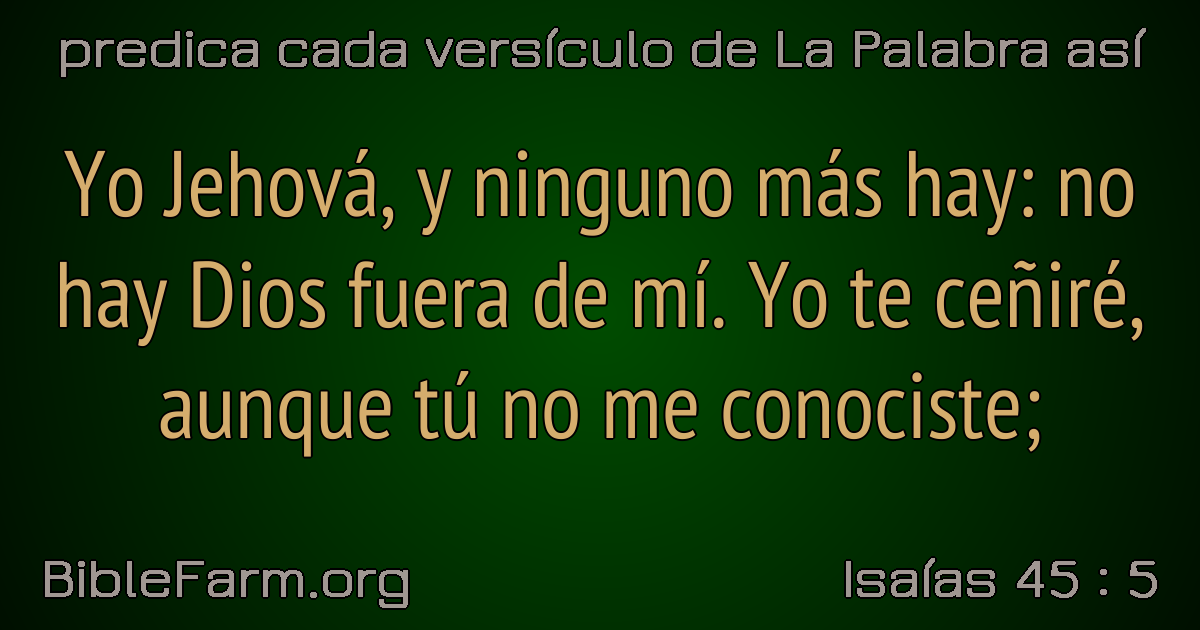 predica cada versículo de La Palabra así
Yo Jehová, y ninguno más hay: no
hay Dios fuera de mí. Yo te ceñiré,
aunque tú no me conociste;
BibleFarm.org
Isaías 45 : 5